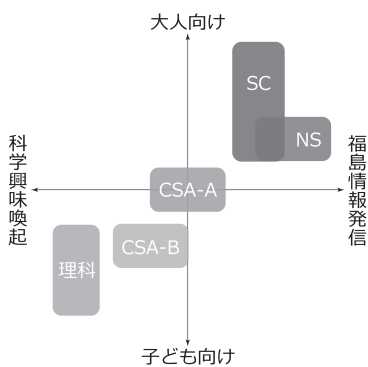 大人向け
SC
NS
科学興味喚起
福島情報発信
CSA-A
CSA-B
理科
子ども向け